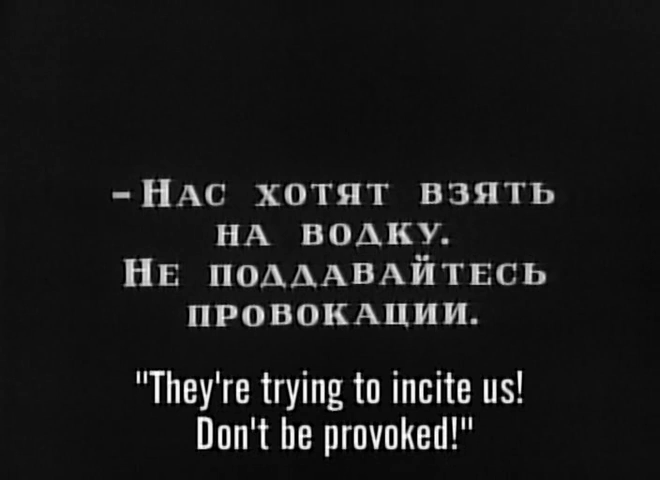 – Нас хотят взять
на водку.
Не поддавайтесь
провокации.
"They're trying to incite us!
Don't be provoked!"